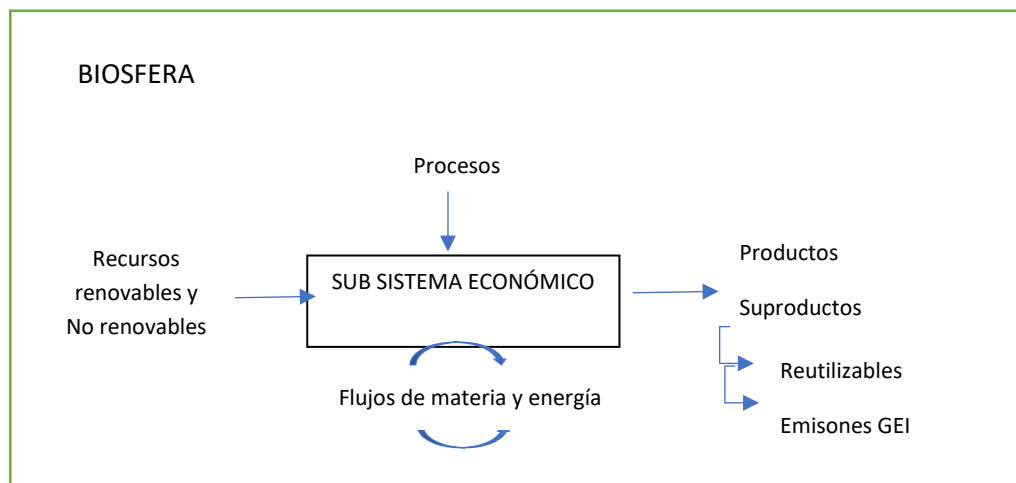 BIOSFERA
Procesos
Recursos
renovables y
No renovables
SUB SISTEMA ECONÓMICO
Productos
Suproductos
Reutilizables
Emisones GEI
Flujos de materia y energía